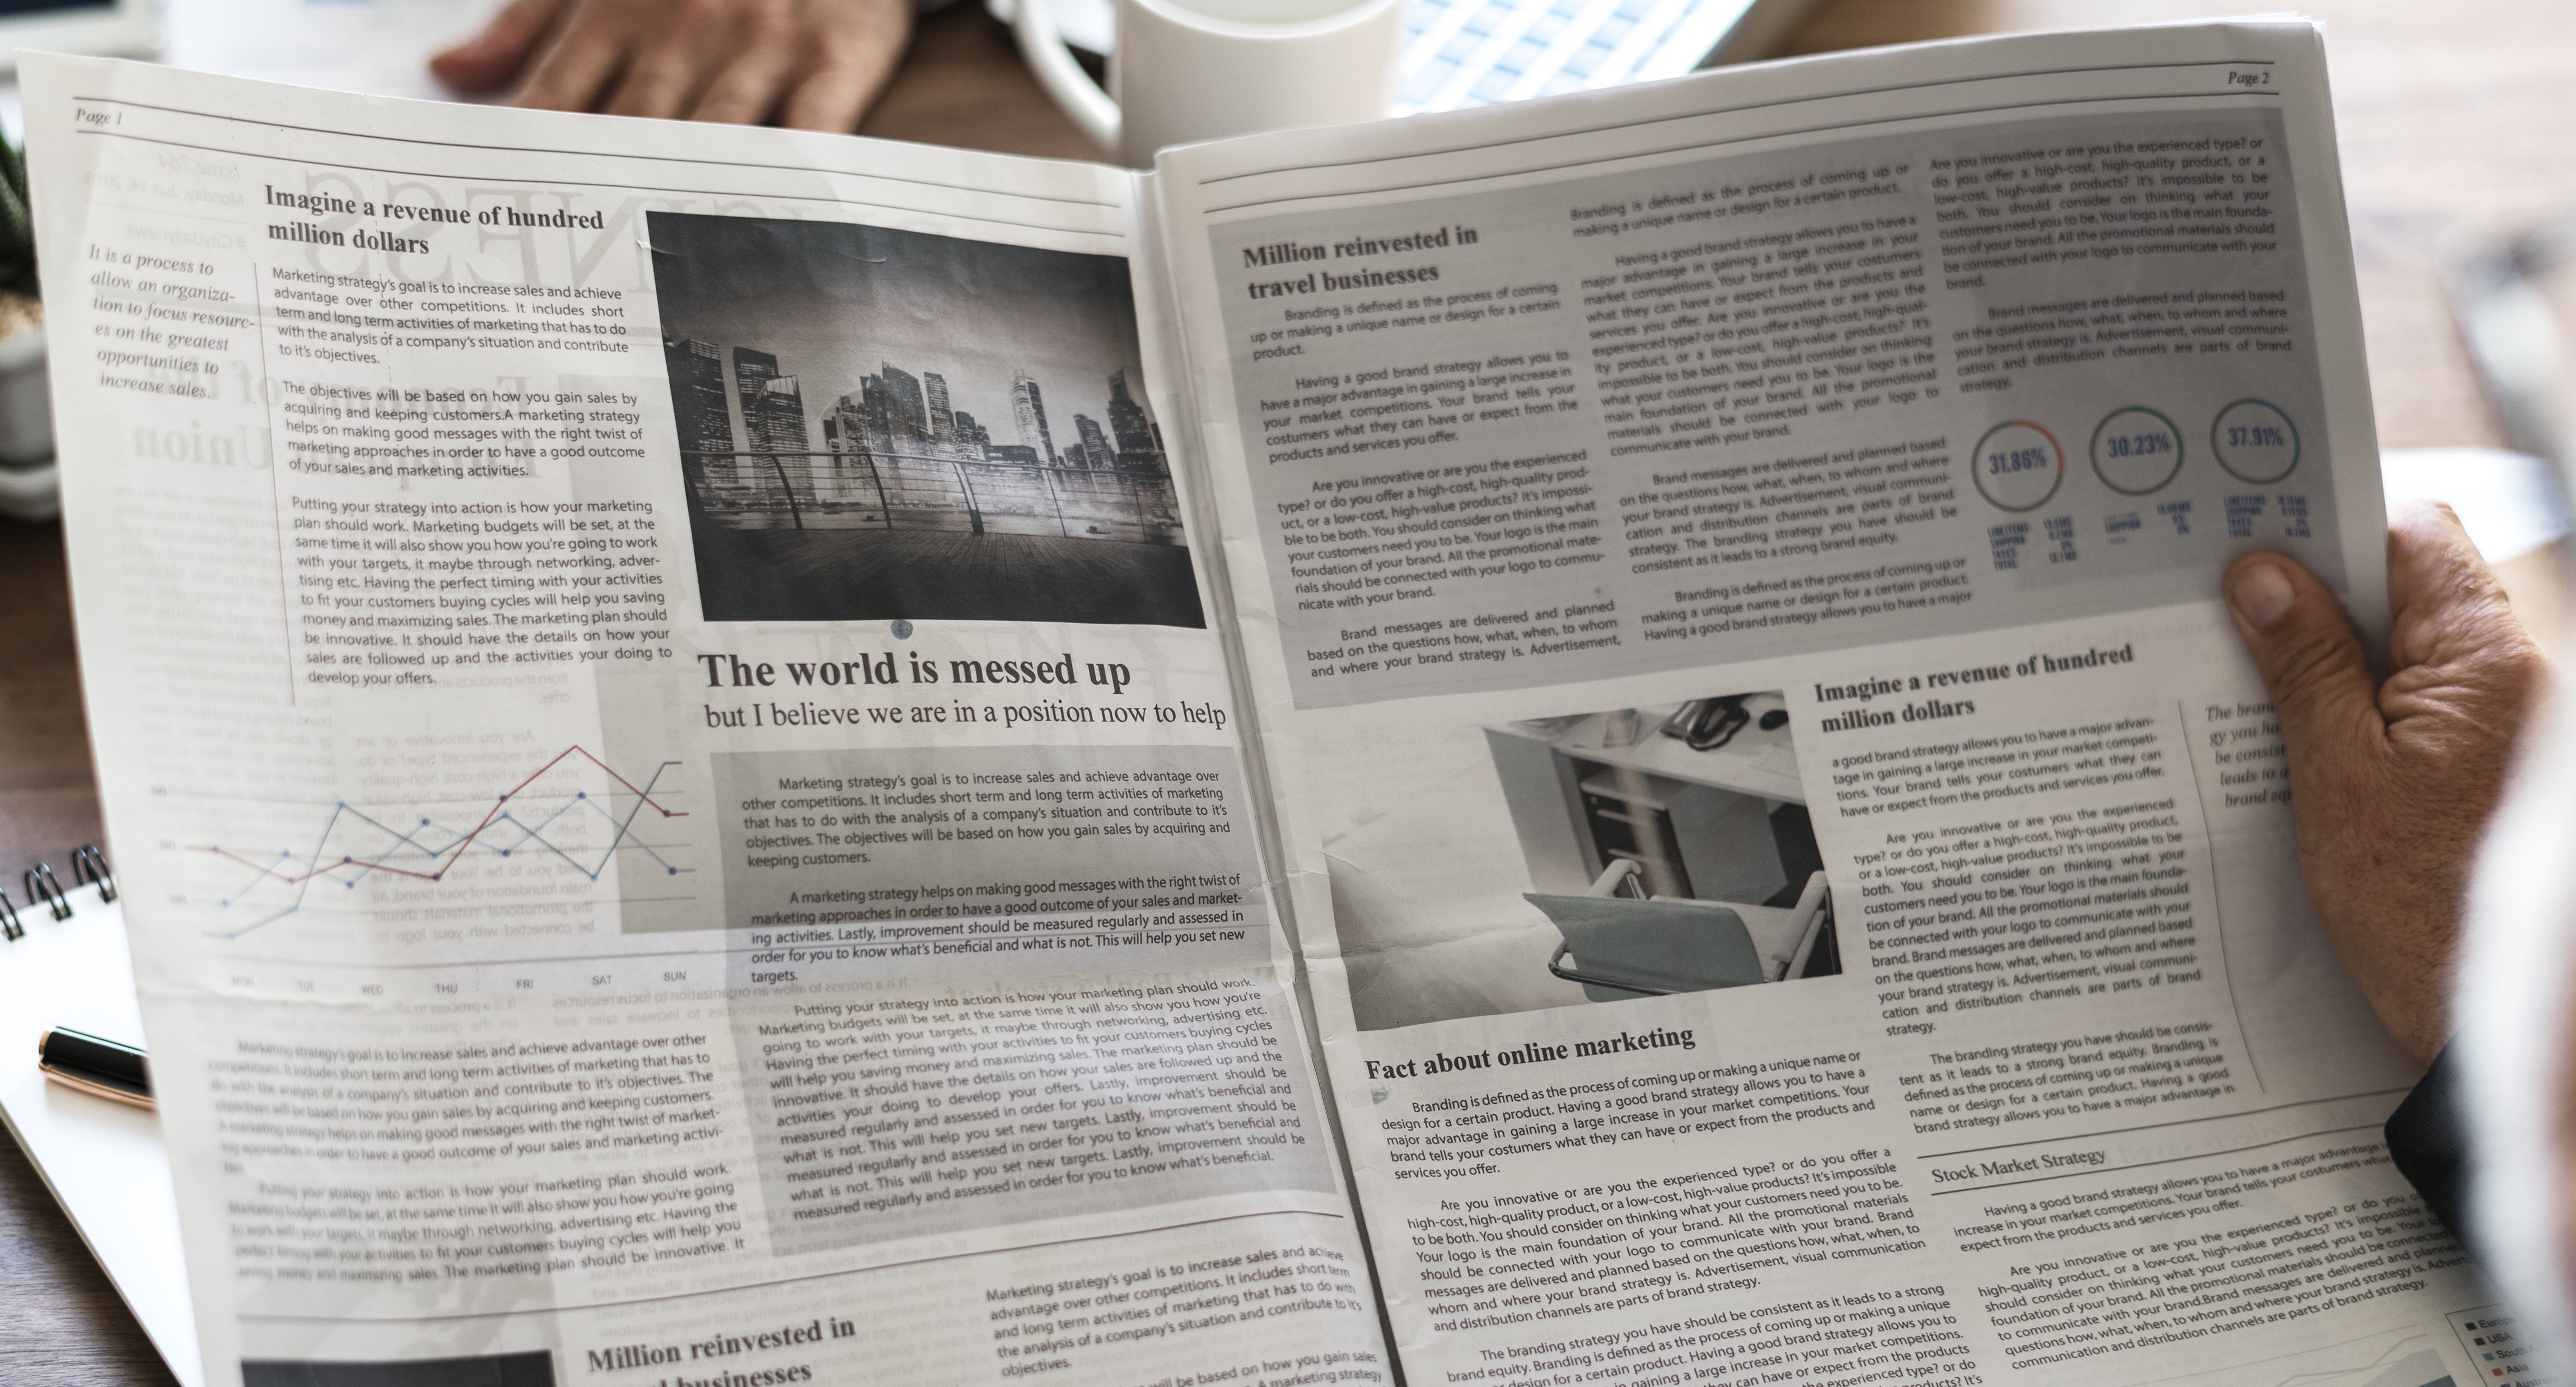 Page 1
It is a process to
allow an organiza-
tion to focus resourc-
es on the greatest
opportunities to
increase sales.
Imagine a revenue of hundred
million dollars
Marketing strategy's goal is to increase sales and achieve
advantage over other competitions. It includes short
term and long term activities of marketing that has to do
with the analysis of a company's situation and contribute
to it's objectives.
The objectives will be based on how you gain sales by
acquiring and keeping customers.A marketing strategy
helps on making good messages with the right twist of
marketing approaches in order to have a good outcome
of your sales and marketing activities.
Putting your strategy into action is how your marketing
plan should work. Marketing budgets will be set, at the
same time it will also show you how you're going to work
with your targets, it maybe through networking, adver-
tising etc. Having the perfect timing with your activities
to fit your customers buying cycles will help you saving
money and maximizing sales. The marketing plan should
be innovative. It should have the details on how your
sales are followed up and the activities your doing to
develop your offers.
MON TUE WED THU FRI SAT SUN
Marketing strategy's goal is to increase sales and achieve advantage over other
competitions. It includes short term and long term activities of marketing that has to
do with the analysis of a company's situation and contribute to it's objectives. The
objectives will be based on how you gain sales by acquiring and keeping customers.
A marketing strategy helps on making good messages with the right twist of market-
ing approaches in order to have a good outcome of your sales and marketing activi-
ties.
Putting your strategy into action is how your marketing plan should work.
Marketing budgets will be set, at the same time it will also show you how you're going
to work with your targets, it maybe through networking, advertising etc. Having the
perfect timing with your activities to fit your customers buying cycles will help you
saving money and maximizing sales. The marketing plan should be innovative. It
The world is messed up
but I believe we are in a position now to help
Marketing strategy's goal is to increase sales and achieve advantage over
other competitions. It includes short term and long term activities of marketing
that has to do with the analysis of a company's situation and contribute to it's
objectives. The objectives will be based on how you gain sales by acquiring and
keeping customers.
A marketing strategy helps on making good messages with the right twist of
marketing approaches in order to have a good outcome of your sales and market-
ing activities. Lastly, improvement should be measured regularly and assessed in
order for you to know what's beneficial and what is not. This will help you set new
targets.
Putting your strategy into action is how your marketing plan should work.
Marketing budgets will be set, at the same time it will also show you how you're
going to work with your targets, it maybe through networking, advertising etc.
Having the perfect timing with your activities to fit your customers buying cycles
will help you saving money and maximizing sales. The marketing plan should be
innovative. It should have the details on how your sales are followed up and the
activities your doing to develop your offers. Lastly, improvement should be
measured regularly and assessed in order for you to know what's beneficial and
what is not. This will help you set new targets. Lastly, improvement should be
measured regularly and assessed in order for you to know what's beneficial and
what is not. This will help you set new targets. Lastly, improvement should be
measured regularly and assessed in order for you to know what's beneficial.
Million reinvested in
businesses
Marketing strategy's goal is to increase sales and achieve
advantage over other competitions. It includes short term
and long term activities of marketing that has to do with
the analysis of a company's situation and contribute to it's
objectives.
will be based on how you gain sales
A marketing strategy
Page 2
Million reinvested in
travel businesses
Branding is defined as the process of coming
up or making a unique name or design for a certain
product.
Having a good brand strategy allows you to
have a major advantage in gaining a large increase in
your market competitions. Your brand tells your
costumers what they can have or expect from the
products and services you offer.
Are you innovative or are you the experienced
type? or do you offer a high-cost, high-quality prod-
uct, or a low-cost, high-value products? It's impossi-
ble to be both. You should consider on thinking what
your customers need you to be. Your logo is the main
foundation of your brand. All the promotional mate-
rials should be connected with your logo to commu-
nicate with your brand.
Brand messages are delivered and planned
based on the questions how, what, when, to whom
and where your brand strategy is. Advertisement,
Branding is defined as the process of coming up or
making a unique name or design for a certain product.
Having a good brand strategy allows you to have a
major advantage in gaining a large increase in your
market competitions. Your brand tells your costumers
what they can have or expect from the products and
services you offer. Are you innovative or are you the
experienced type? or do you offer a high-cost, high-qual-
ity product, or a low-cost, high-value products? It's
impossible to be both. You should consider on thinking
what your customers need you to be. Your logo is the
main foundation of your brand. All the promotional
materials should be connected with your logo to
communicate with your brand.
Brand messages are delivered and planned based
on the questions how, what, when, to whom and where
your brand strategy is. Advertisement, visual communi-
cation and distribution channels are parts of brand
strategy. The branding strategy you have should be
consistent as it leads to a strong brand equity.
Branding is defined as the process of coming up or
making a unique name or design for a certain product.
Having a good brand strategy allows you to have a major
Are you innovative or are you the experienced type? or
do you offer a high-cost, high-quality product, or a
low-cost, high-value products? It's impossible to be
both. You should consider on thinking what your
customers need you to be. Your logo is the main founda-
tion of your brand. All the promotional materials should
be connected with your logo to communicate with your
brand.
Brand messages are delivered and planned based
on the questions how, what, when, to whom and where
your brand strategy is. Advertisement, visual communi-
cation and distribution channels are parts of brand
strategy.
31.86% 30.23% 37.91%
Imagine a revenue of hundred
million dollars
a good brand strategy allows you to have a major advan-
tage in gaining a large increase in your market competi-
tions. Your brand tells your costumers what they can
have or expect from the products and services you offer.
Are you innovative or are you the experienced
type? or do you offer a high-cost, high-quality product,
or a low-cost, high-value products? It's impossible to be
both. You should consider on thinking what your
customers need you to be. Your logo is the main founda-
tion of your brand. All the promotional materials should
be connected with your logo to communicate with your
brand. Brand messages are delivered and planned based
on the questions how, what, when, to whom and where
your brand strategy is. Advertisement, visual communi-
cation and distribution channels are parts of brand
strategy.
The branding strategy you have should be consis-
tent as it leads to a strong brand equity. Branding is
defined as the process of coming up or making a unique
name or design for a certain product. Having a good
brand strategy allows you to have a major advantage in
The bran
gy you ha
be consist
leads to a
brand eq
Fact about online marketing
Branding is defined as the process of coming up or making a unique name or
design for a certain product. Having a good brand strategy allows you to have a
major advantage in gaining a large increase in your market competitions. Your
brand tells your costumers what they can have or expect from the products and
services you offer.
Are you innovative or are you the experienced type? or do you offer a
high-cost, high-quality product, or a low-cost, high-value products? It's impossible
to be both. You should consider on thinking what your customers need you to be.
Your logo is the main foundation of your brand. All the promotional materials
should be connected with your logo to communicate with your brand. Brand
messages are delivered and planned based on the questions how, what, when, to
whom and where your brand strategy is. Advertisement, visual communication
and distribution channels are parts of brand strategy.
The branding strategy you have should be consistent as it leads to a strong
brand equity. Branding is defined as the process of coming up or making a unique
design for a certain product. Having a good brand strategy allows you to
in gaining a large increase in your market competitions.
they can have or expect from the products
the experienced type? or do
products? It's
Stock Market Strategy
Having a good brand strategy allows you to have a major advantage
increase in your market competitions. Your brand tells your costumers what
expect from the products and services you offer.
Are you innovative or are you the experienced type? or do you
high-quality product, or a low-cost, high-value products? It's impossible
should consider on thinking what your customers need you to be. Your
foundation of your brand. All the promotional materials should be connected
to communicate with your brand.Brand messages are delivered and planned
questions how, what, when, to whom and where your brand strategy is.
communication and distribution channels are parts of brand strategy.
USA
South
Asia